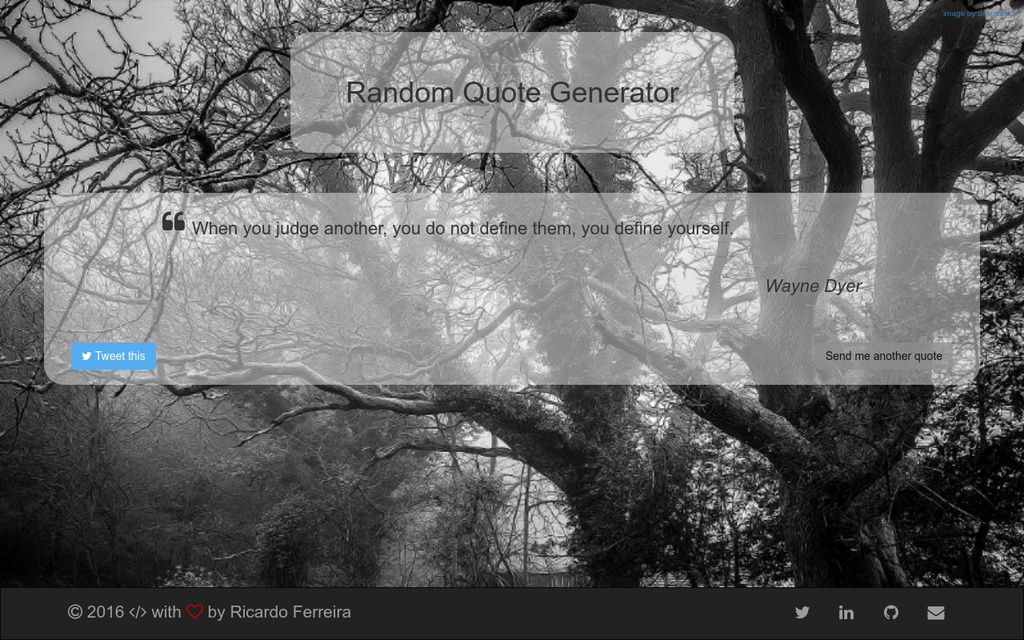 image by
Random Quote Generator
When you judge another, you do not define them, you define yourself.
Wayne Dyer
Tweet this
Send me another quote
© 2016 </> with ♡ by Ricardo Ferreira